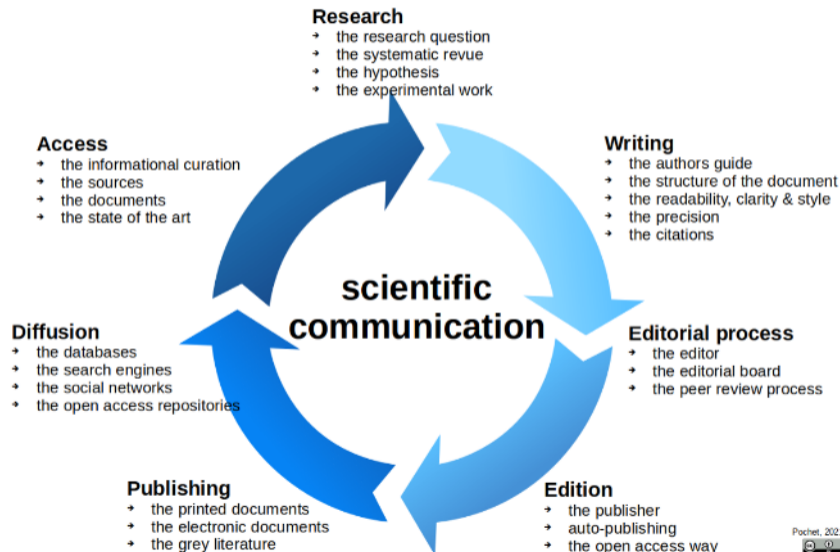 Research
the research question
the systematic revue
the hypothesis
the experimental work
Writing
the authors guide
the structure of the document
the readability, clarity & style
the precision
the citations
Editorial process
the editor
the editorial board
the peer review process
Edition
the publisher
auto-publishing
the open access way
Publishing
the printed documents
the electronic documents
the grey literature
Diffusion
the databases
the search engines
the social networks
the open access repositories
Access
the informational curation
the sources
the documents
the state of the art
scientific
communication
Pochet,